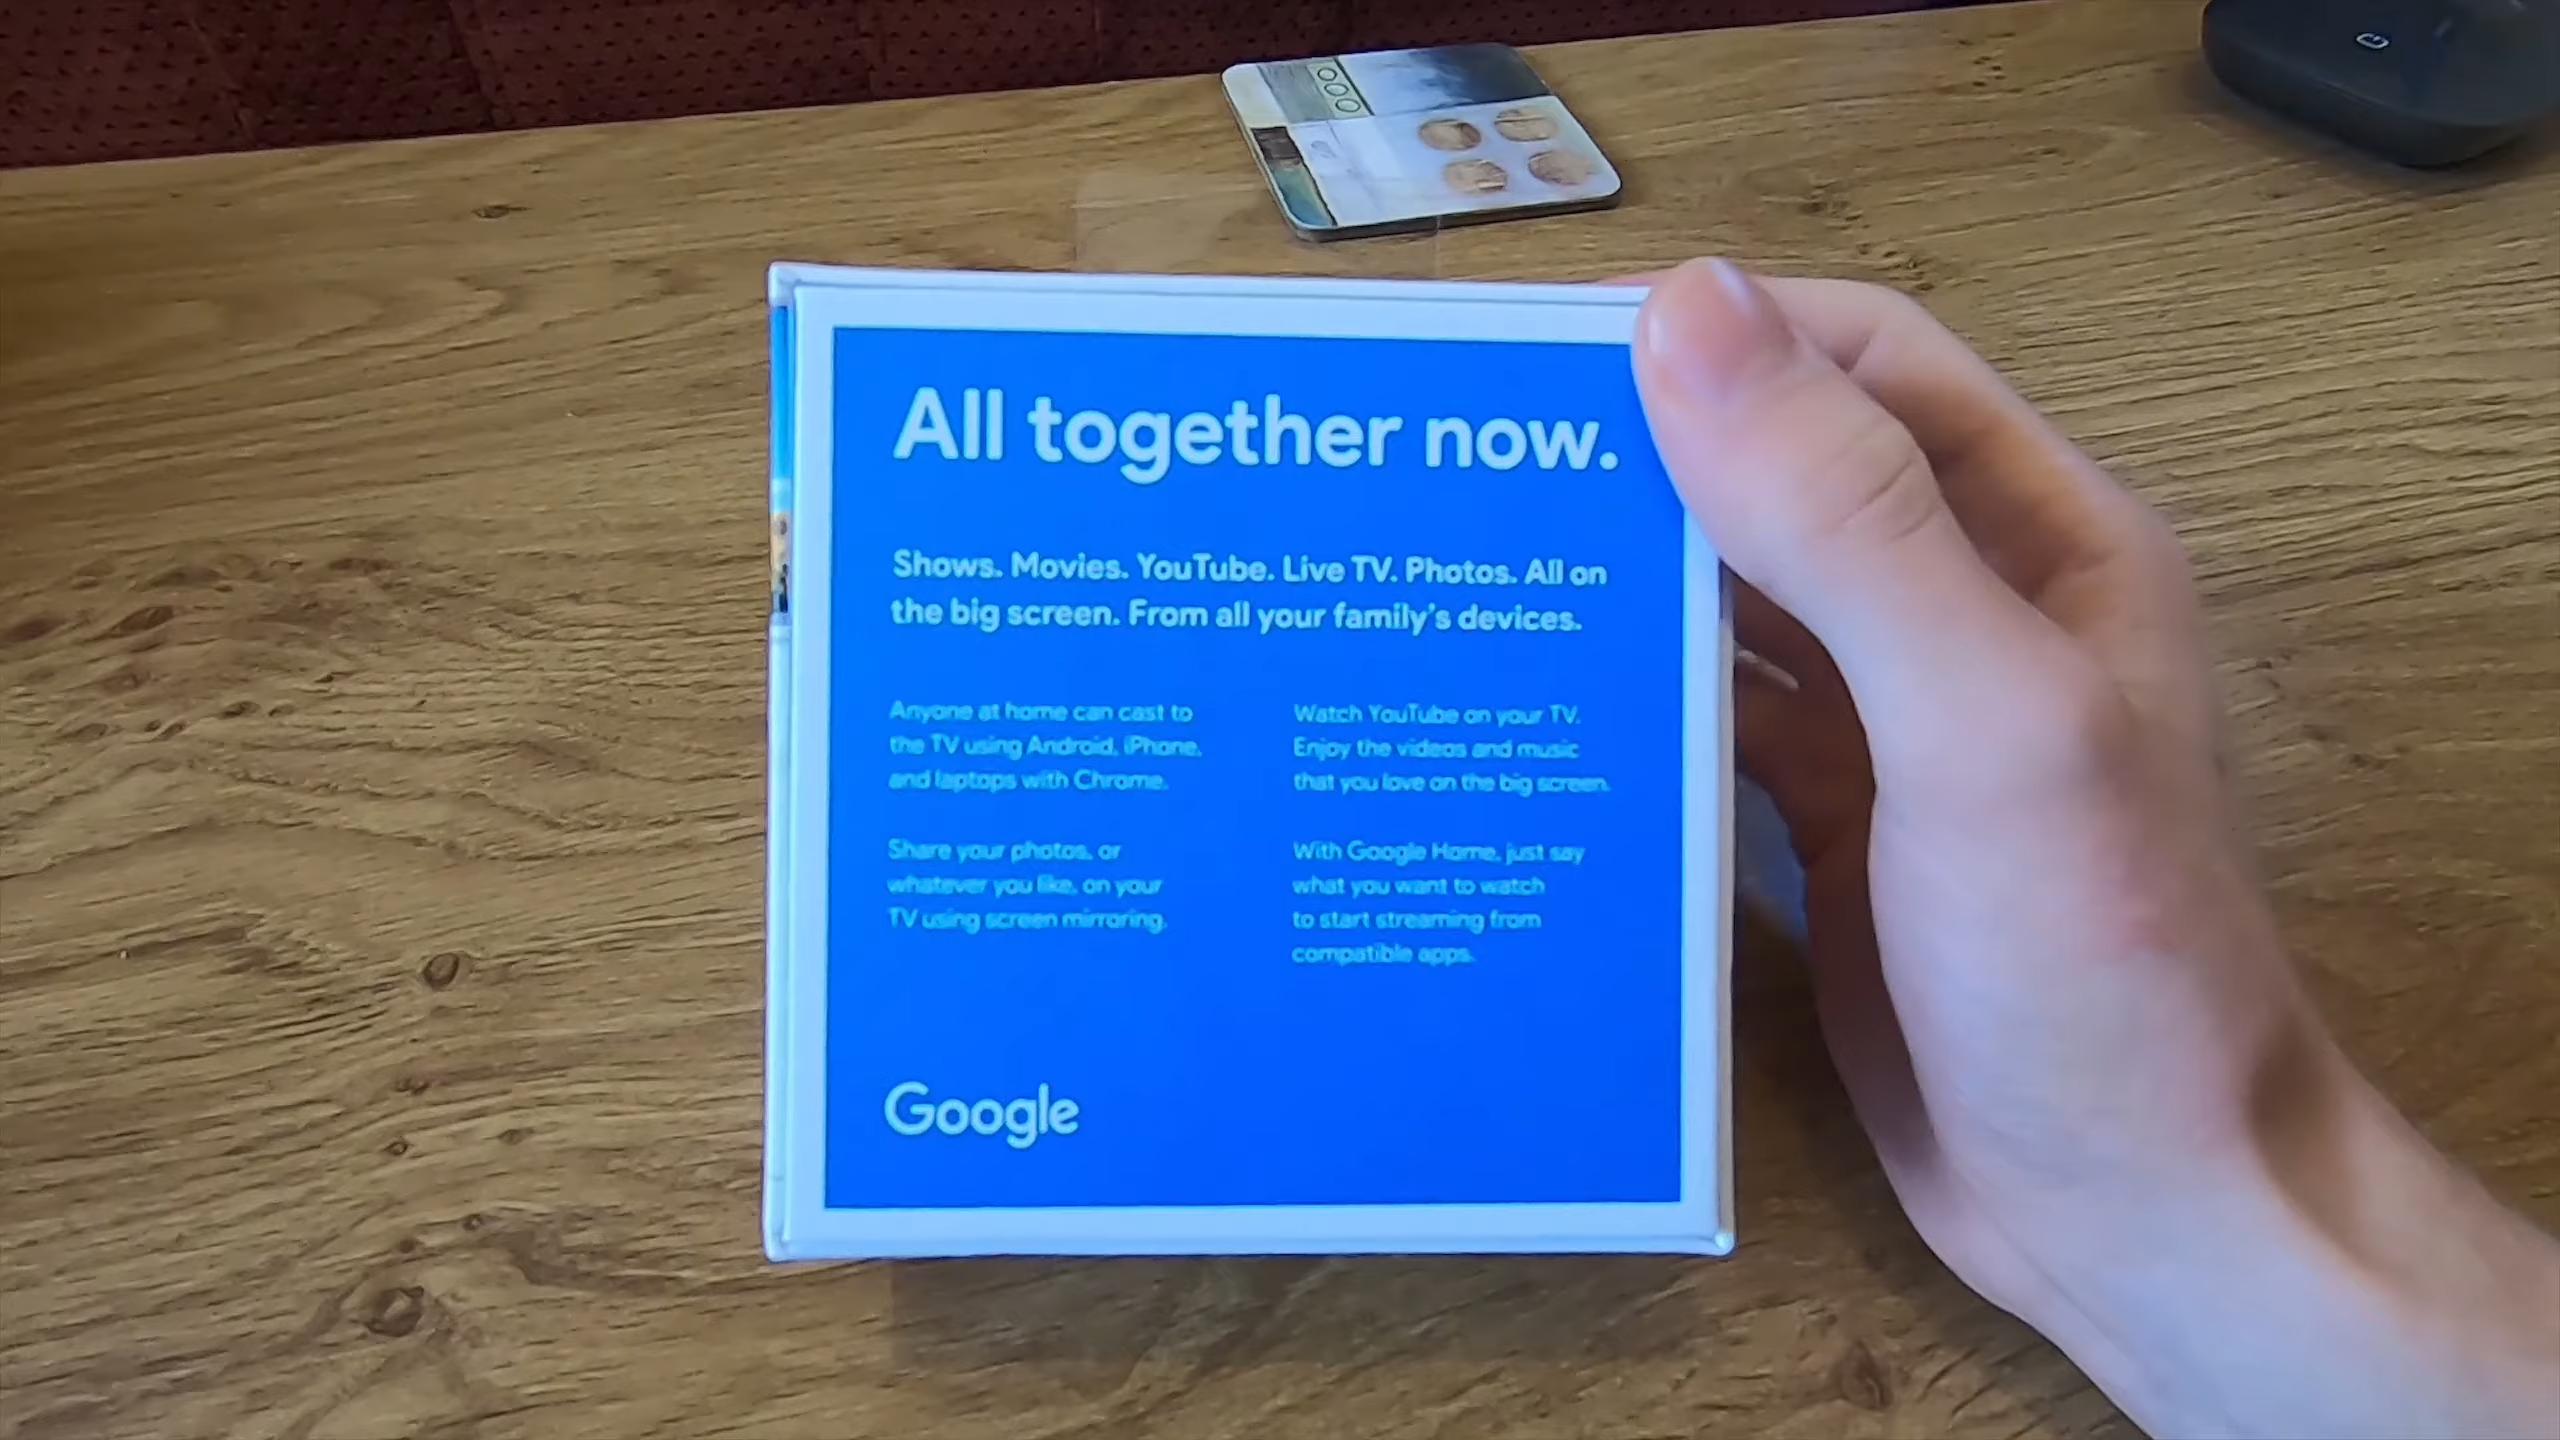 All together now.
Shows. Movies. YouTube. Live TV. Photos. All on
the big screen. From all your family's devices.
Anyone at home can cast to
the TV using Android, iPhone,
and laptops with Chrome.
Share your photos, or
whatever you like, on your
TV using screen mirroring.
Watch YouTube on your TV.
Enjoy the videos and music
that you love on the big screen.
With Google Home, just say
what you want to watch
to start streaming from
compatible apps.
Google